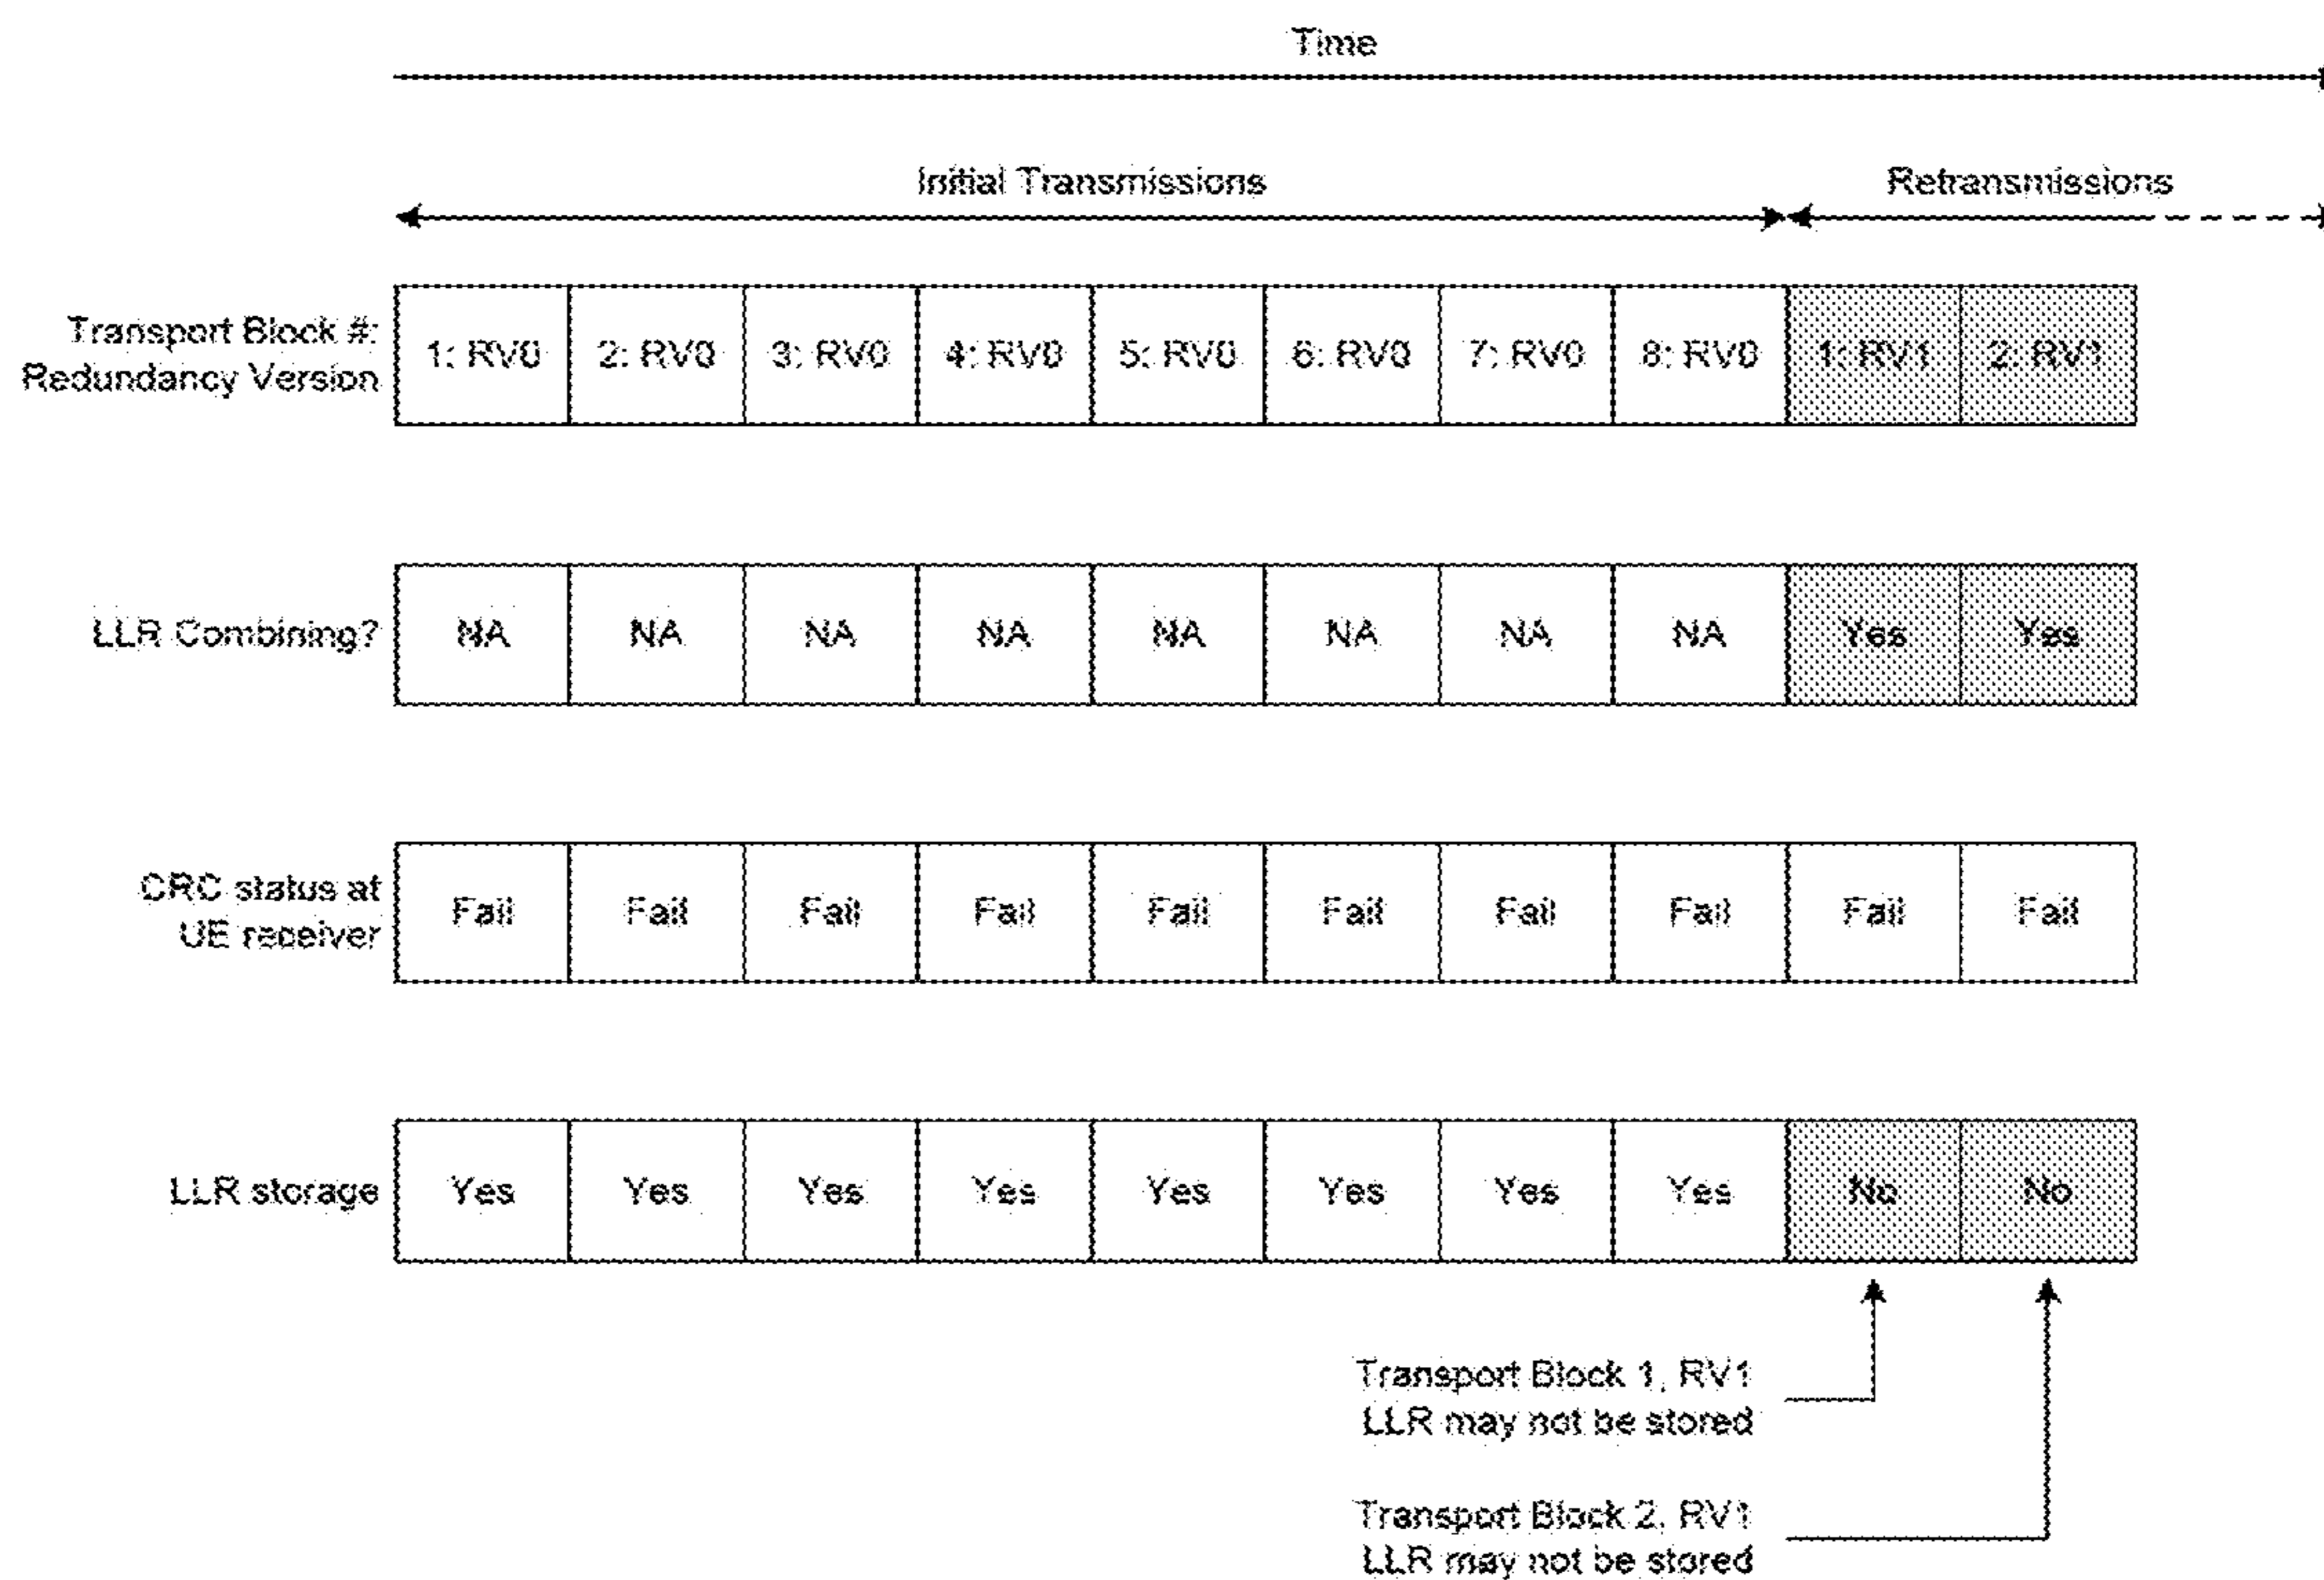 Time
Initial Transmissions Retransmissions
Transport Block #:
Redundancy Version
1: RV0 2: RV0 3: RV0 4: RV0 5: RV0 6: RV0 7: RV0 8: RV0 1: RV1 2: RV1
LLR Combining? NA NA NA NA NA NA NA NA Yes Yes
CRC status at
UE receiver
Fail Fail Fail Fail Fail Fail Fail Fail Fail Fail
LLR storage Yes Yes Yes Yes Yes Yes Yes Yes No No
Transport Block 1, RV1
LLR may not be stored
Transport Block 2, RV1
LLR may not be stored